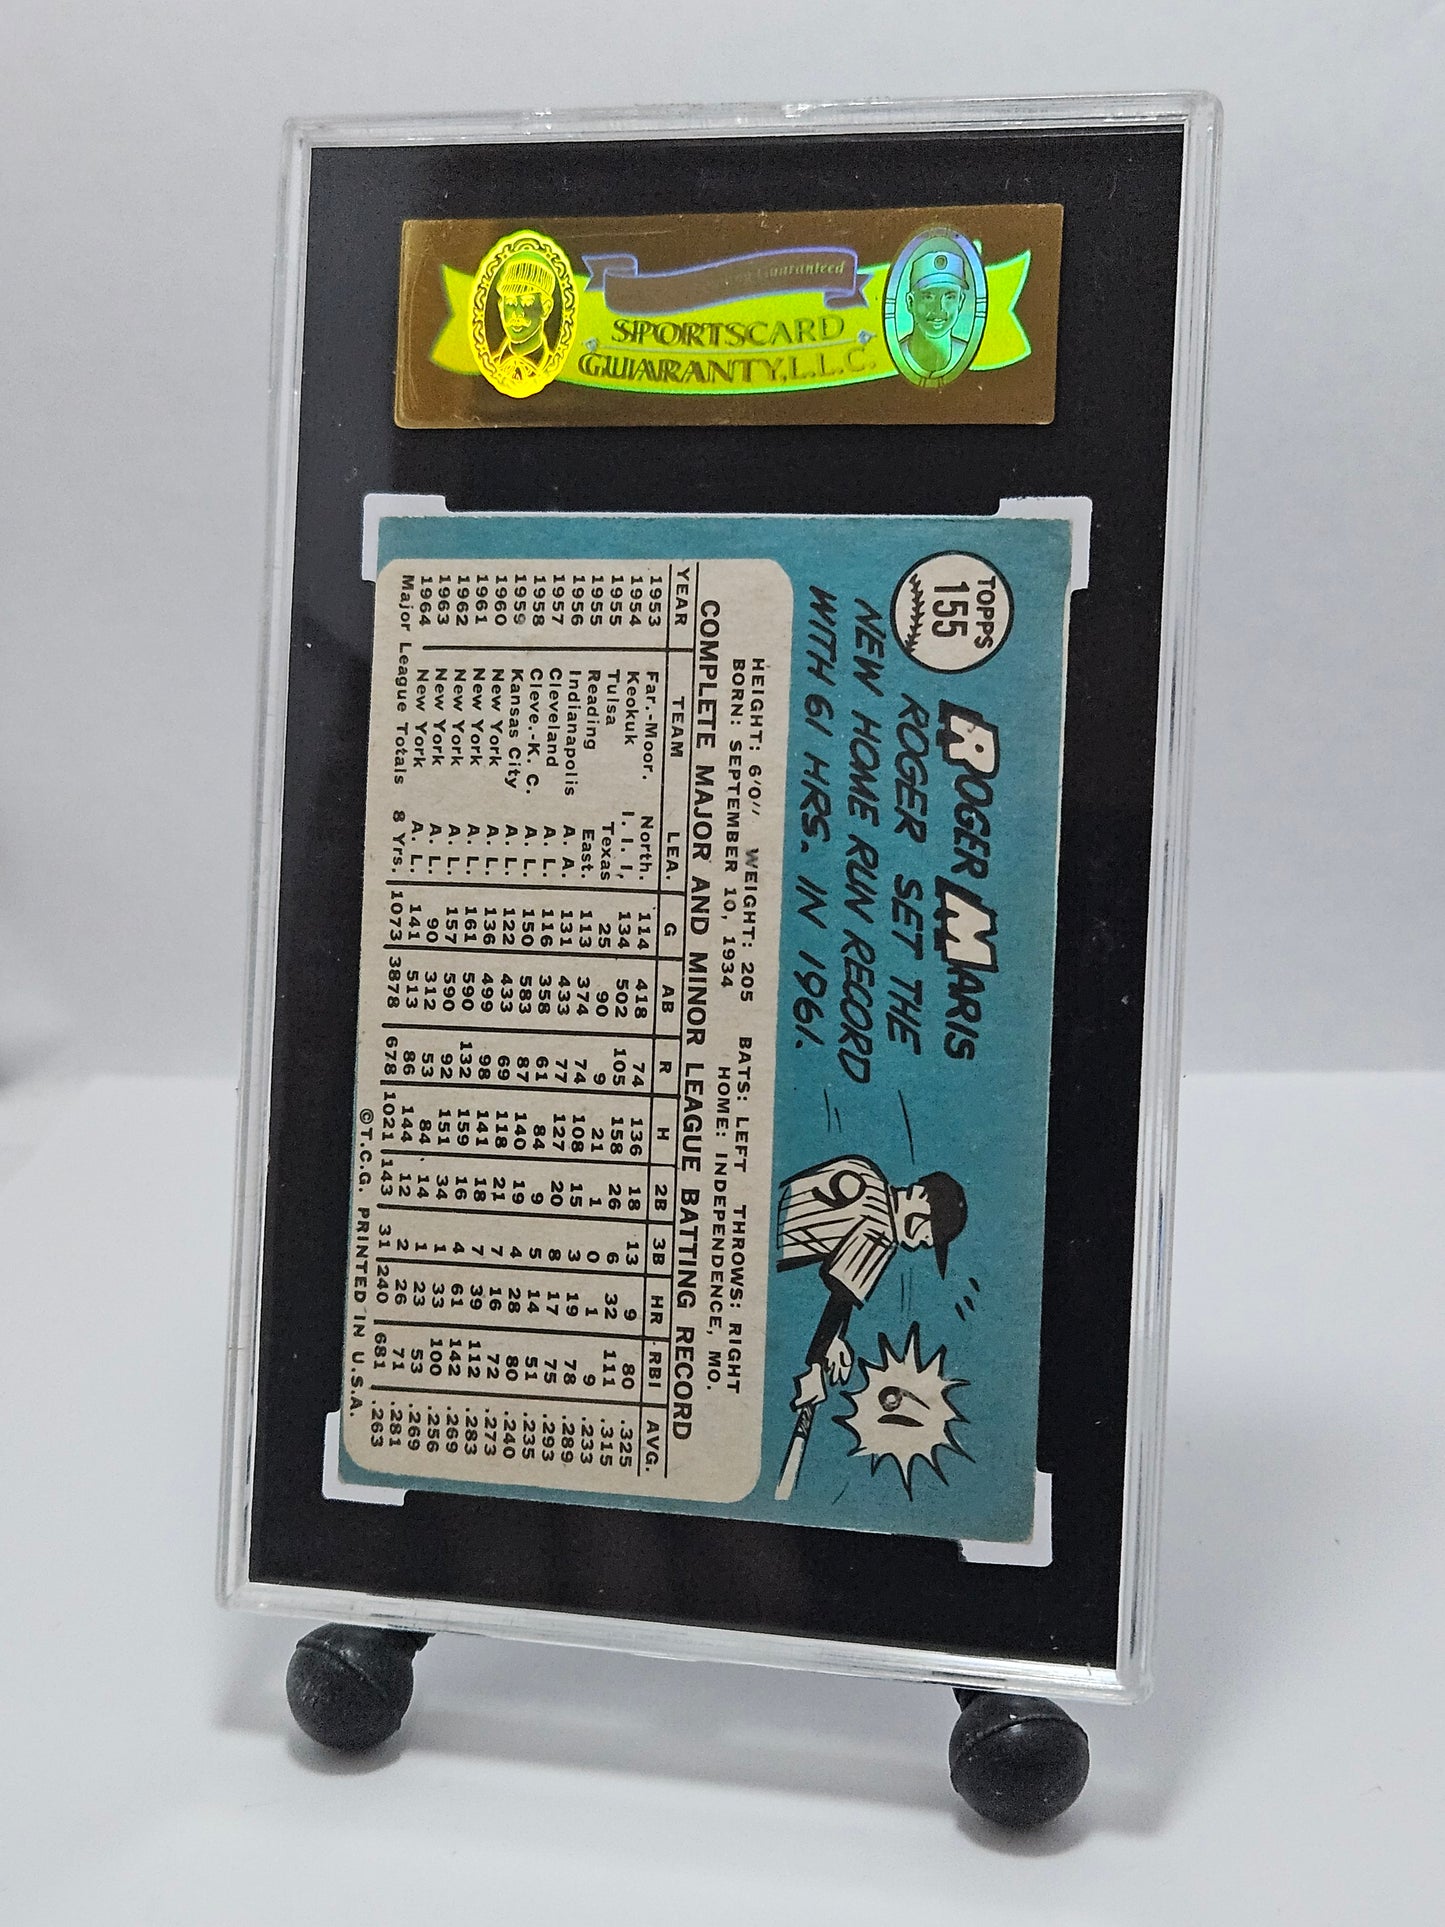 Guaranteed
SPORTSCARD
GUARANTY, L.L.C.
TOPPS
155
ROGER MARIS
ROGER SET THE
NEW HOME RUN RECORD
WITH 61 HRS. IN 1961.
9
61
HEIGHT: 6'0" WEIGHT: 205 BATS: LEFT THROWS: RIGHT
BORN: SEPTEMBER 10, 1934 HOME: INDEPENDENCE, MO.
COMPLETE MAJOR AND MINOR LEAGUE BATTING RECORD
YEAR TEAM LEA. G AB R H 2B 3B HR RBI AVG.
1953 Far.-Moor. North. 114 418 74 136 18 13 9 80 .325
1954 Keokuk I. I. I. 134 502 105 158 26 6 32 111 .315
1955 Tulsa Texas 25 90 9 21 1 0 1 9 .233
1955 Reading East. 113 374 74 108 15 3 19 78 .289
1956 Indianapolis A. A. 131 433 77 127 20 8 17 75 .293
1957 Cleveland A. L. 116 358 61 84 9 5 14 51 .235
1958 Cleve.-K. C. A. L. 150 583 87 140 19 4 28 80 .240
1959 Kansas City A. L. 122 433 69 118 21 7 16 72 .273
1960 New York A. L. 136 499 98 141 18 7 39 112 .283
1961 New York A. L. 161 590 132 159 16 4 61 142 .269
1962 New York A. L. 157 590 92 151 34 1 33 100 .256
1963 New York A. L. 90 312 53 84 14 1 23 53 .269
1964 New York A. L. 141 513 86 144 12 2 26 71 .281
Major League Totals 8 Yrs. 1073 3878 678 1021 143 31 240 681 .263
©T.C.G. PRINTED IN U.S.A.